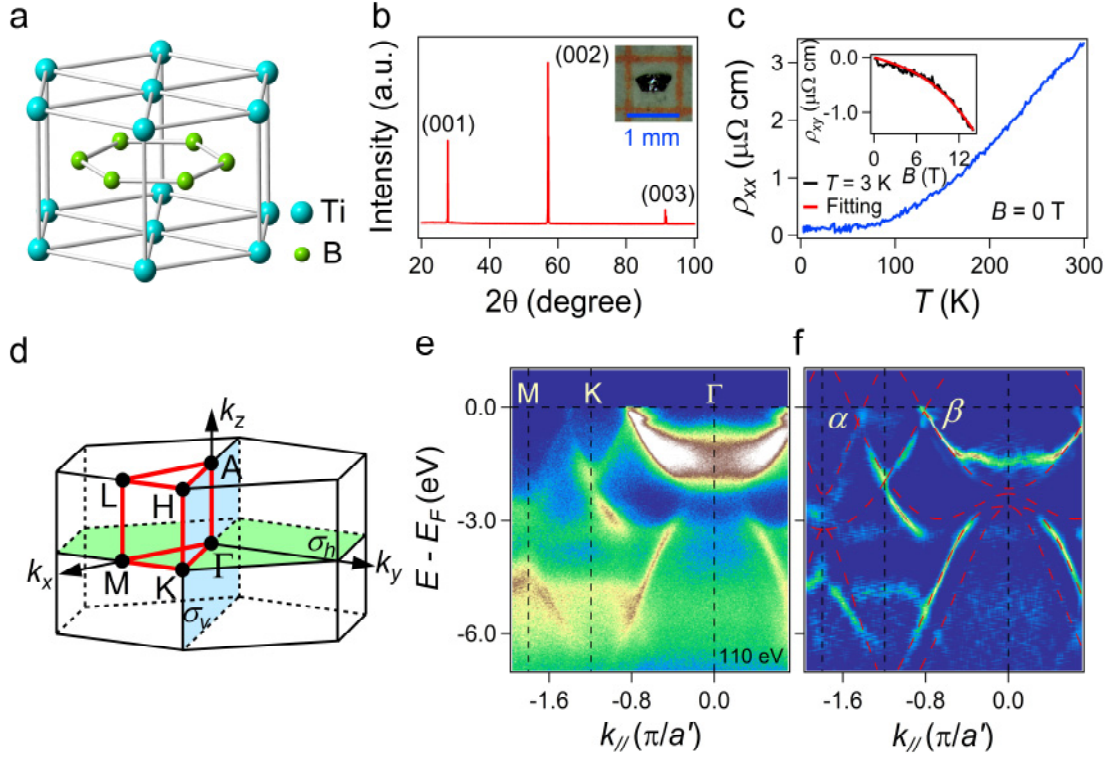 a
Ti
B
b
Intensity (a.u.)
(001)
(002)
(003)
1 mm
20 40 60 80 100
2θ (degree)
c
ρxx (μΩ cm)
3
2
1
0
ρxy (μΩ cm)
0.0
-1.0
0 6 12
B (T)
T = 3 K
Fitting
B = 0 T
0 100 200 300
T (K)
d
kz
A
L
H
σh
Γ
kx
M
K
ky
σv
e
M K Γ
E - EF (eV)
0.0
-3.0
-6.0
110 eV
-1.6 -0.8 0.0
k// (π/a')
f
α β
-1.6 -0.8 0.0
k// (π/a')